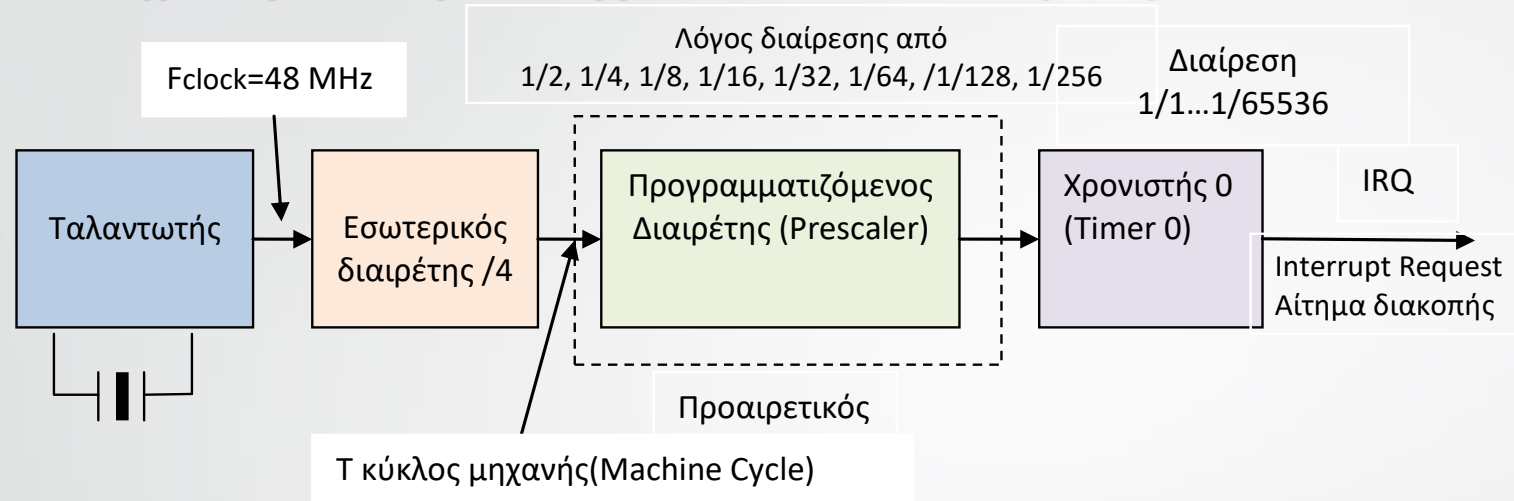 Λόγος διαίρεσης από
1/2, 1/4, 1/8, 1/16, 1/32, 1/64, /1/128, 1/256
Διαίρεση
1/1...1/65536
Fclock=48 MHz
Ταλαντωτής
Εσωτερικός
διαιρέτης /4
Προγραμματιζόμενος
Διαιρέτης (Prescaler)
Χρονιστής 0
(Timer 0)
IRQ
Interrupt Request
Αίτημα διακοπής
Προαιρετικός
Τ κύκλος μηχανής(Machine Cycle)